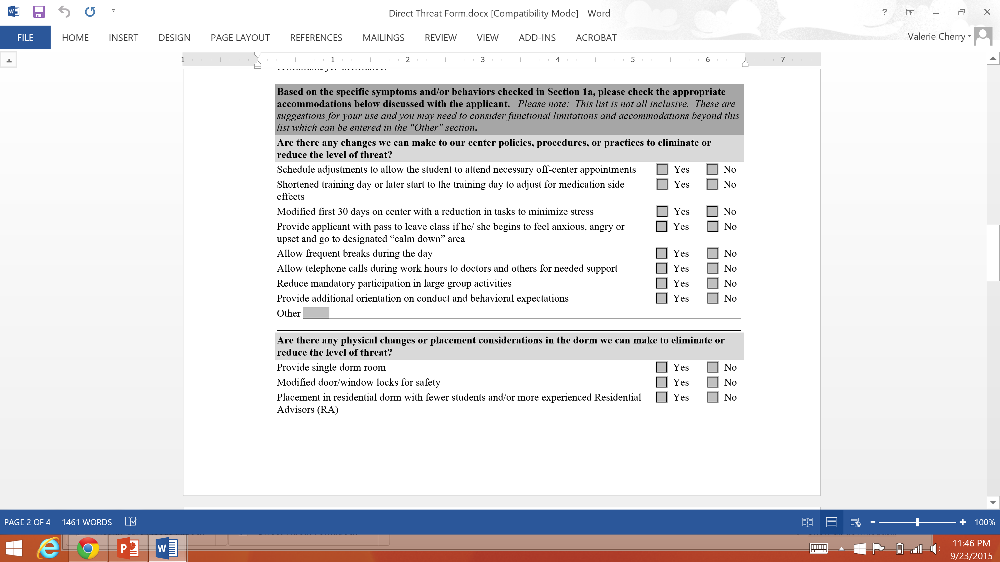 Direct Threat Form.docx [Compatibility Mode] - Word
?
FILE HOME INSERT DESIGN PAGE LAYOUT REFERENCES MAILINGS REVIEW VIEW ADD-INS ACROBAT
Valerie Cherry
1 1 2 3 4 5 6 7
consultants for assistance.
Based on the specific symptoms and/or behaviors checked in Section 1a, please check the appropriate
accommodations below discussed with the applicant. Please note: This list is not all inclusive. These are
suggestions for your use and you may need to consider functional limitations and accommodations beyond this
list which can be entered in the "Other" section.
Are there any changes we can make to our center policies, procedures, or practices to eliminate or
reduce the level of threat?
Schedule adjustments to allow the student to attend necessary off-center appointments Yes No
Shortened training day or later start to the training day to adjust for medication side Yes No
effects
Modified first 30 days on center with a reduction in tasks to minimize stress Yes No
Provide applicant with pass to leave class if he/ she begins to feel anxious, angry or Yes No
upset and go to designated “calm down” area
Allow frequent breaks during the day Yes No
Allow telephone calls during work hours to doctors and others for needed support Yes No
Reduce mandatory participation in large group activities Yes No
Provide additional orientation on conduct and behavioral expectations Yes No
Other
Are there any physical changes or placement considerations in the dorm we can make to eliminate or
reduce the level of threat?
Provide single dorm room Yes No
Modified door/window locks for safety Yes No
Placement in residential dorm with fewer students and/or more experienced Residential Yes No
Advisors (RA)
PAGE 2 OF 4 1461 WORDS
100%
11:46 PM
9/23/2015